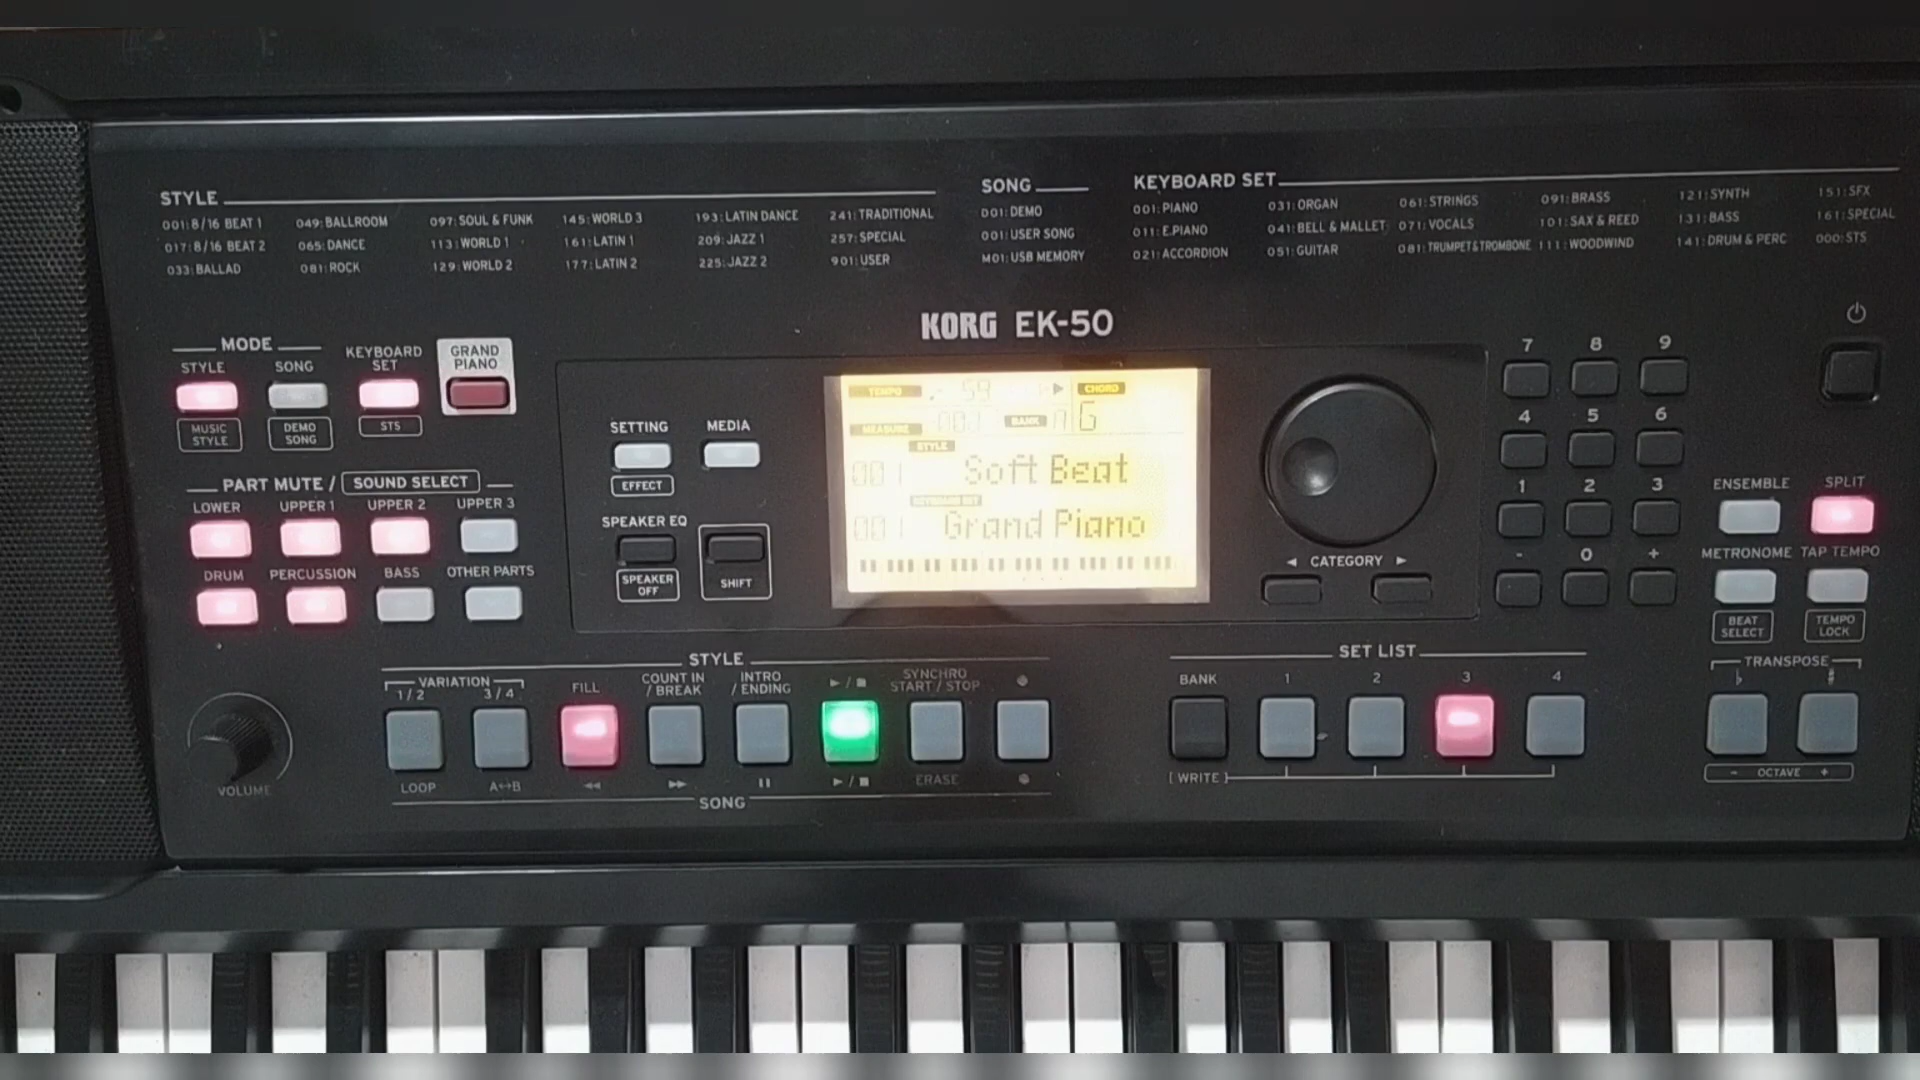 STYLE
001: 8/16 BEAT 1
017: 8/16 BEAT 2
033: BALLAD
049: BALLROOM
065: DANCE
081: ROCK
097: SOUL & FUNK
113: WORLD 1
129: WORLD 2
145: WORLD 3
161: LATIN 1
177: LATIN 2
193: LATIN DANCE
209: JAZZ 1
225: JAZZ 2
241: TRADITIONAL
257: SPECIAL
901: USER
SONG
D01: DEMO
001: USER SONG
M01: USB MEMORY
KEYBOARD SET
001: PIANO
011: E.PIANO
021: ACCORDION
031: ORGAN
041: BELL & MALLET
051: GUITAR
061: STRINGS
071: VOCALS
081: TRUMPET & TROMBONE
091: BRASS
101: SAX & REED
111: WOODWIND
121: SYNTH
131: BASS
141: DRUM & PERC
151: SFX
161: SPECIAL
000: STS
KORG EK-50
MODE
STYLE
SONG
KEYBOARD
SET
GRAND
PIANO
MUSIC
STYLE
DEMO
SONG
STS
PART MUTE / SOUND SELECT
LOWER UPPER 1 UPPER 2 UPPER 3
DRUM PERCUSSION BASS OTHER PARTS
SETTING MEDIA
EFFECT
SPEAKER EQ
SPEAKER
OFF
SHIFT
TEMPO 59 CHORD
MEASURE BANK A G
STYLE
001 Soft Beat
KEYBOARD SET
001 Grand Piano
◄ CATEGORY ►
7 8 9
4 5 6
1 2 3
- 0 +
ENSEMBLE SPLIT
METRONOME TAP TEMPO
BEAT
SELECT
TEMPO
LOCK
TRANSPOSE
♭ ♯
- OCTAVE +
VOLUME
STYLE
VARIATION
1/2 3/4
FILL
COUNT IN
/ BREAK
INTRO
/ ENDING
►/■
SYNCHRO
START / STOP
●
LOOP A↔B ◄◄ ►► ❚❚ ►/■ ERASE ●
SONG
SET LIST
BANK 1 2 3 4
[ WRITE ]